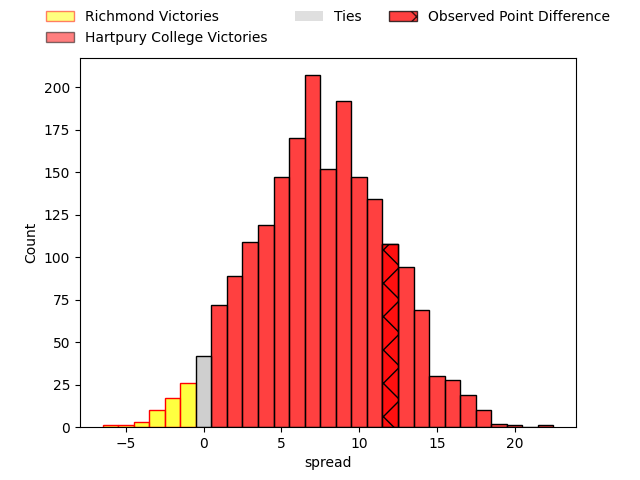 Richmond Victories
Ties
Observed Point Difference
Hartpury College Victories
200
175
150
125
100
75
50
25
0
Count
−5 0 5 10 15 20
spread